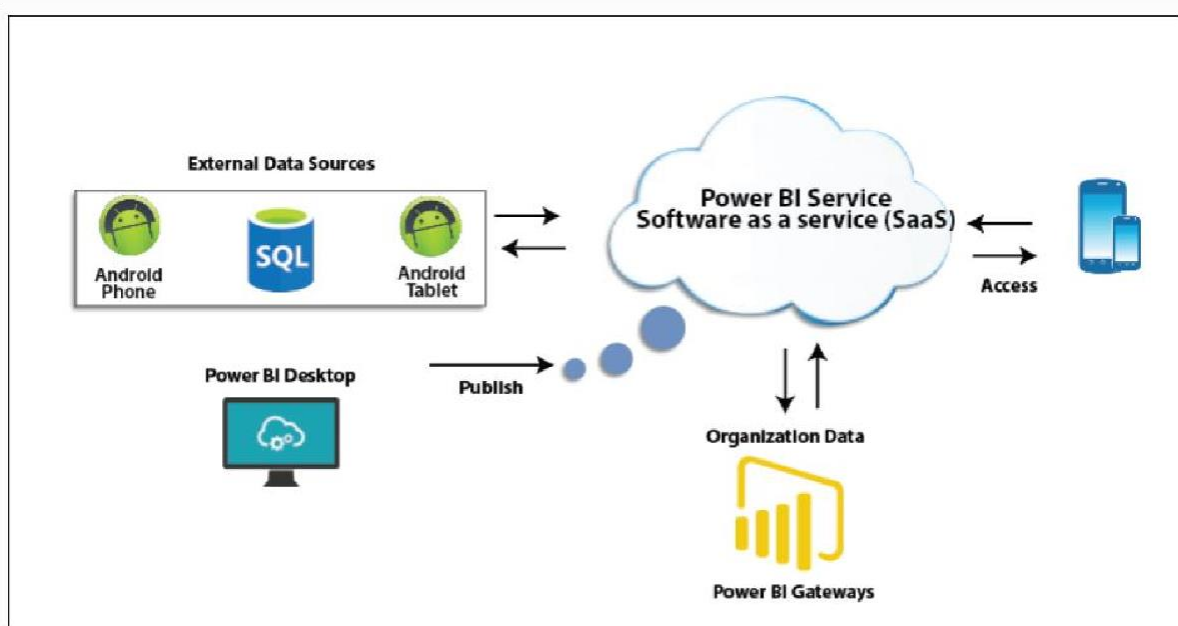 External Data Sources
Android
Phone
SQL
Android
Tablet
Power BI Service
Software as a service (SaaS)
Access
Power BI Desktop
Publish
Organization Data
Power BI Gateways